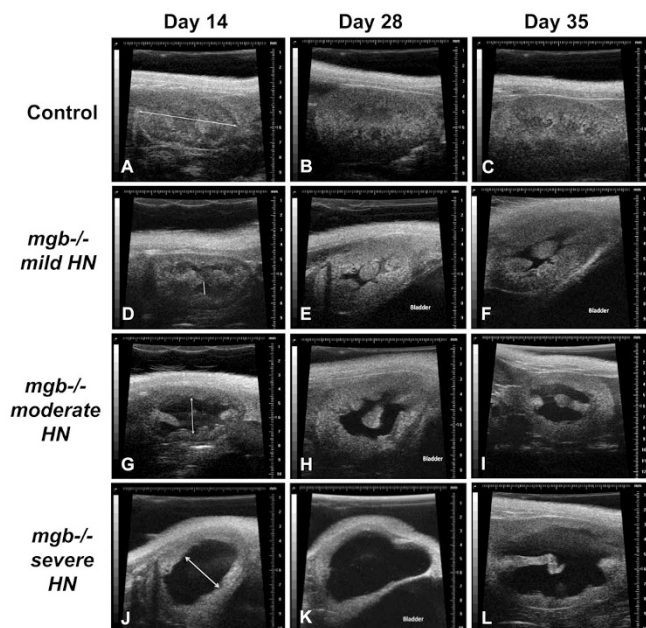 Day 14 Day 28 Day 35
Control
A B C
mgb-/-
mild HN
D E F
Bladder Bladder
mgb-/-
moderate
HN
G H I
Bladder
mgb-/-
severe
HN
J K L
Bladder